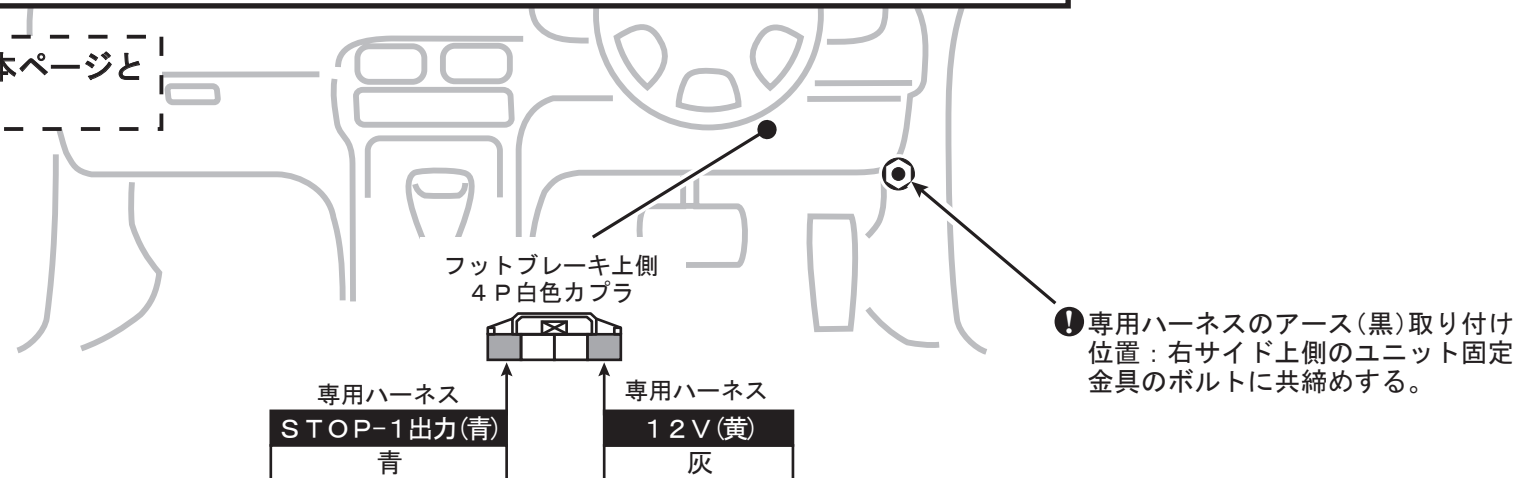 本ページと
フットブレーキ上側
４Ｐ白色カプラ
専用ハーネス
ＳＴＯＰ-１出力(青)
青
専用ハーネス
１２Ｖ(黄)
灰
！専用ハーネスのアース(黒)取り付け
位置：右サイド上側のユニット固定
金具のボルトに共締めする。